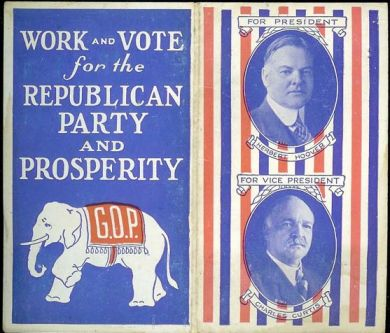 WORK AND VOTE
for the
REPUBLICAN
PARTY
AND
PROSPERITY
G.O.P.
FOR PRESIDENT
HERBERT HOOVER
FOR VICE PRESIDENT
CHARLES CURTIS